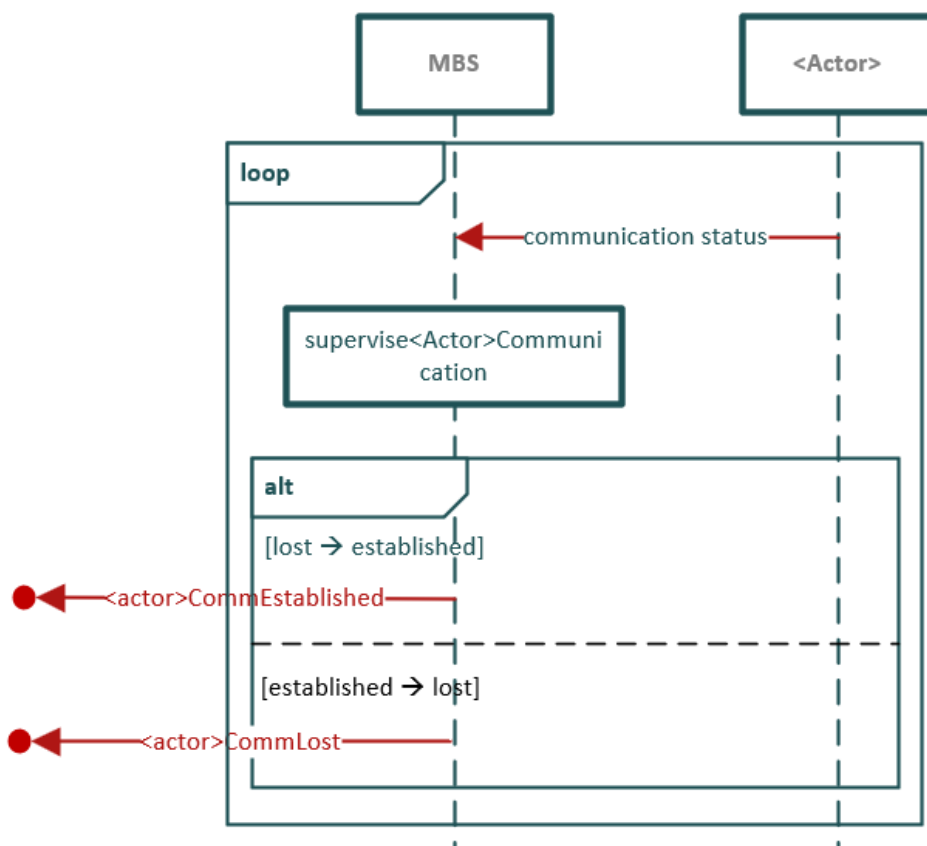 MBS
<Actor>
loop
communication status
supervise<Actor>Communi
cation
alt
[lost → established]
<actor>CommEstablished
[established → lost]
<actor>CommLost